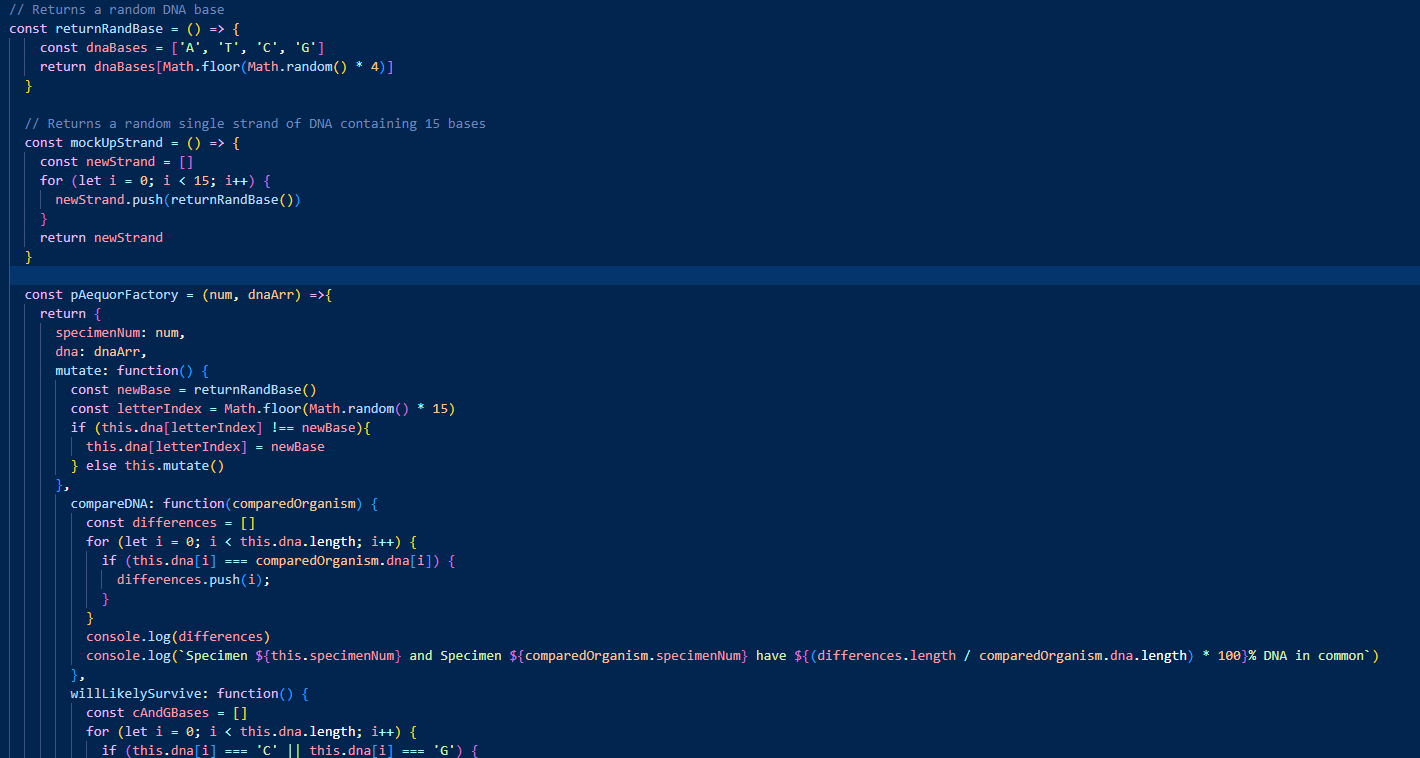 // Returns a random DNA base
const returnRandBase = () => {
    const dnaBases = ['A', 'T', 'C', 'G']
    return dnaBases[Math.floor(Math.random() * 4)]
  }

  // Returns a random single strand of DNA containing 15 bases
  const mockUpStrand = () => {
    const newStrand = []
    for (let i = 0; i < 15; i++) {
      newStrand.push(returnRandBase())
    }
    return newStrand
  }

  const pAequorFactory = (num, dnaArr) =>{
    return {
      specimenNum: num,
      dna: dnaArr,
      mutate: function() {
        const newBase = returnRandBase()
        const letterIndex = Math.floor(Math.random() * 15)
        if (this.dna[letterIndex] !== newBase){
          this.dna[letterIndex] = newBase
        } else this.mutate()
      },
        compareDNA: function(comparedOrganism) {
          const differences = []
          for (let i = 0; i < this.dna.length; i++) {
            if (this.dna[i] === comparedOrganism.dna[i]) {
              differences.push(i);
            }
          }
          console.log(differences)
          console.log(`Specimen ${this.specimenNum} and Specimen ${comparedOrganism.specimenNum} have ${(differences.length / comparedOrganism.dna.length) * 100}% DNA in common`)
        },
        willLikelySurvive: function() {
          const cAndGBases = []
          for (let i = 0; i < this.dna.length; i++) {
            if (this.dna[i] === 'C' || this.dna[i] === 'G') {